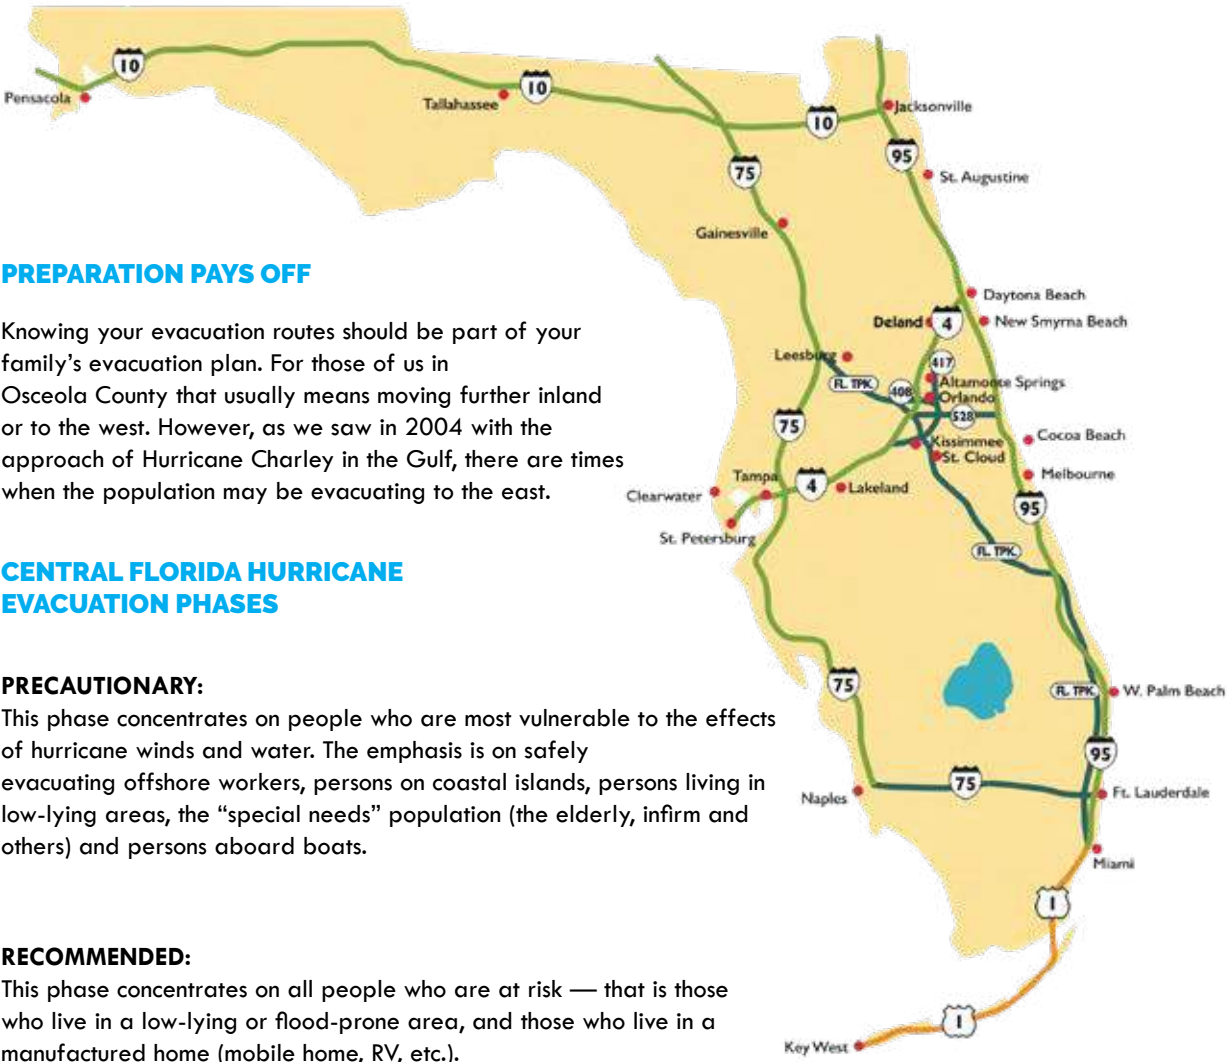 10
10
Pensacola
Tallahassee
Jacksonville
10
95
75
St. Augustine
Gainesville
PREPARATION PAYS OFF
Knowing your evacuation routes should be part of your
family's evacuation plan. For those of us in
Osceola County that usually means moving further inland
or to the west. However, as we saw in 2004 with the
approach of Hurricane Charley in the Gulf, there are times
when the population may be evacuating to the east.
Daytona Beach
Deland
4
New Smyrna Beach
Leesburg
417
FL. TPK.
408
Altamonte Springs
Orlando
528
75
Kissimmee
St. Cloud
Cocoa Beach
Melbourne
Tampa
4
Lakeland
Clearwater
95
St. Petersburg
FL. TPK.
CENTRAL FLORIDA HURRICANE
EVACUATION PHASES
PRECAUTIONARY:
This phase concentrates on people who are most vulnerable to the effects
of hurricane winds and water. The emphasis is on safely
evacuating offshore workers, persons on coastal islands, persons living in
low-lying areas, the “special needs” population (the elderly, infirm and
others) and persons aboard boats.
75
FL. TPK.
W. Palm Beach
95
75
Naples
Ft. Lauderdale
Miami
1
RECOMMENDED:
This phase concentrates on all people who are at risk — that is those
who live in a low-lying or flood-prone area, and those who live in a
manufactured home (mobile home, RV, etc.).
1
Key West